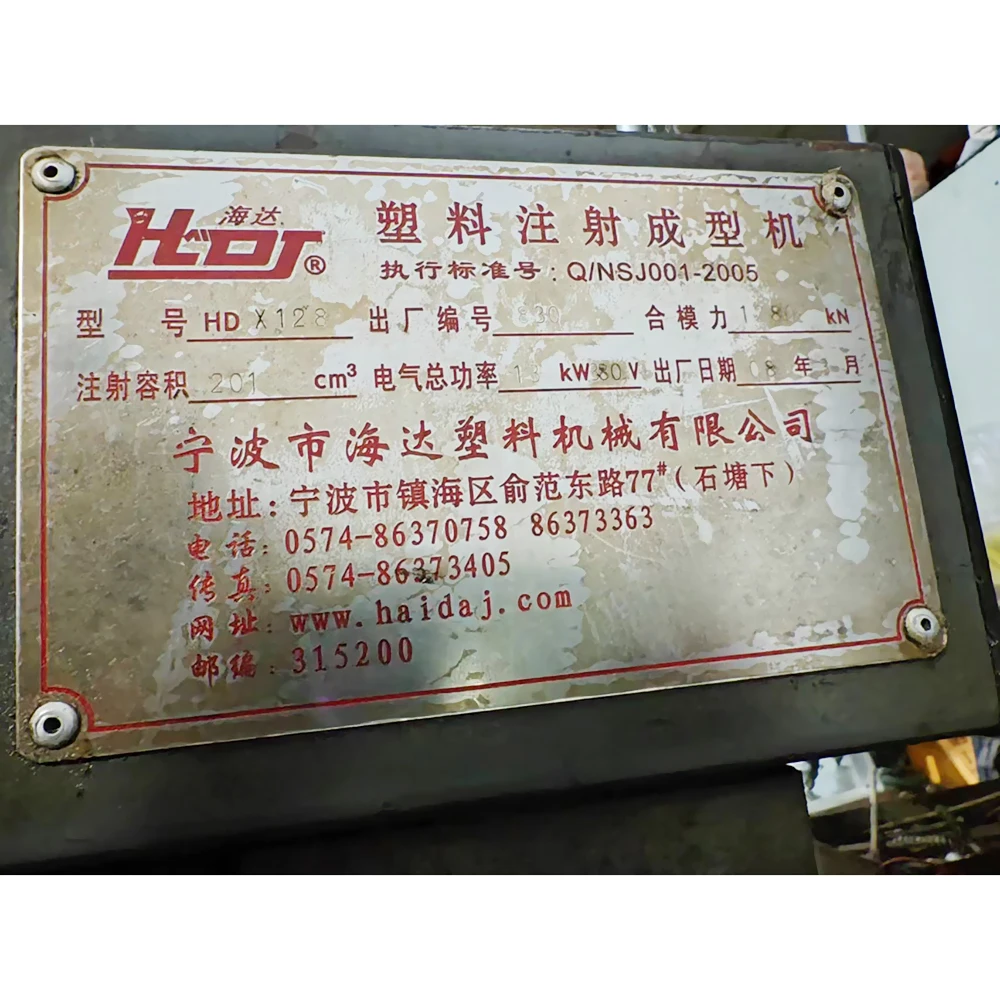 海达
HDJ®
塑料注射成型机
执行标准号：Q/NSJ001-2005
型 号 HD X128 出厂编号 830 合模力 1280 kN
注射容积 201 cm³ 电气总功率 kW 80V 出厂日期 08 年 月
宁波市海达塑料机械有限公司
地址：宁波市镇海区俞范东路77#（石塘下）
电话：0574-86370758 86373363
传真：0574-86373405
网址：www.haidaj.com
邮编：315200